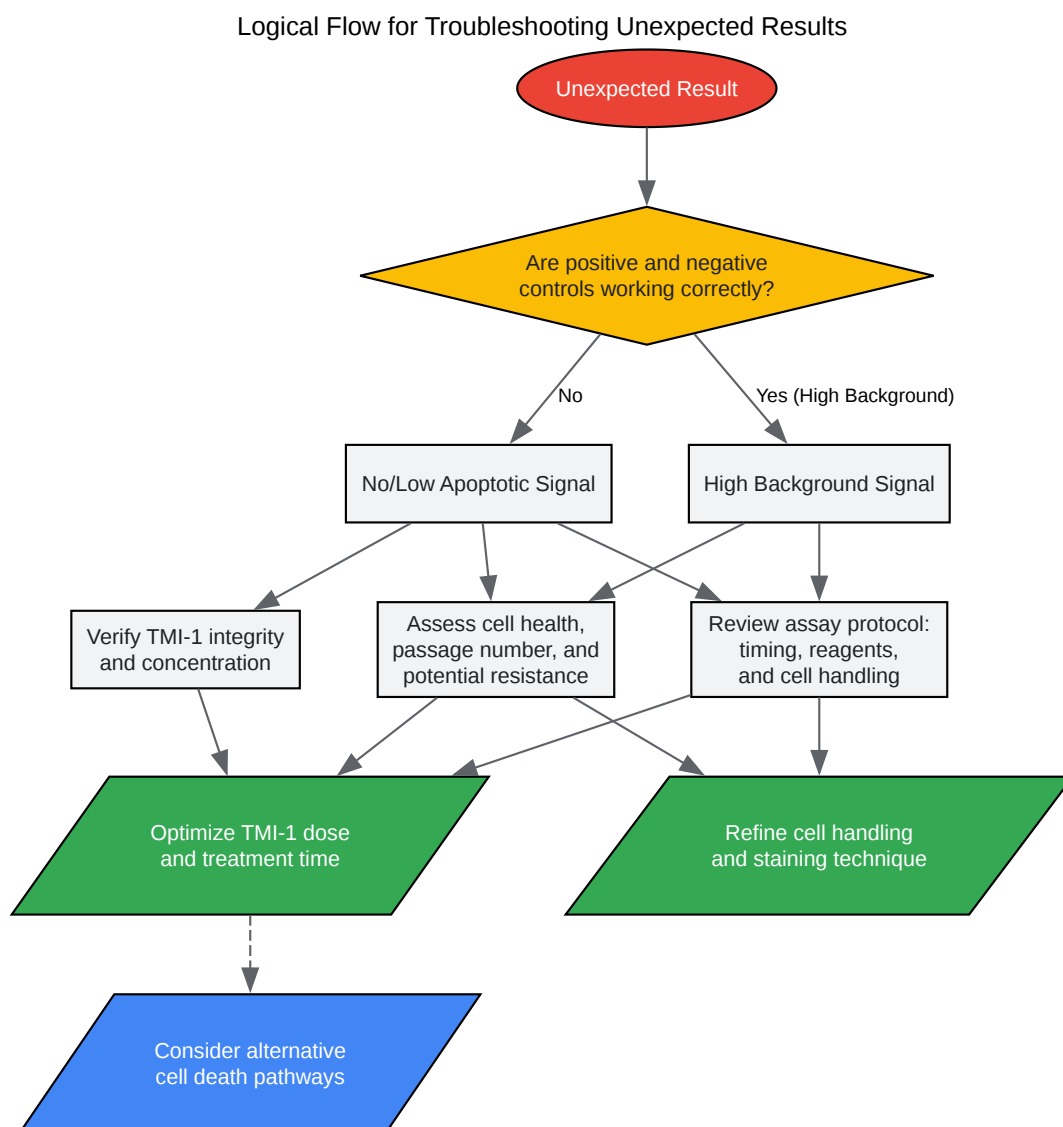 Logical Flow for Troubleshooting Unexpected Results
Unexpected Result
Are positive and negative
controls working correctly?
No
Yes (High Background)
No/Low Apoptotic Signal
High Background Signal
Verify TMI-1 integrity
and concentration
Assess cell health,
passage number, and
potential resistance
Review assay protocol:
timing, reagents,
and cell handling
Optimize TMI-1 dose
and treatment time
Refine cell handling
and staining technique
Consider alternative
cell death pathways